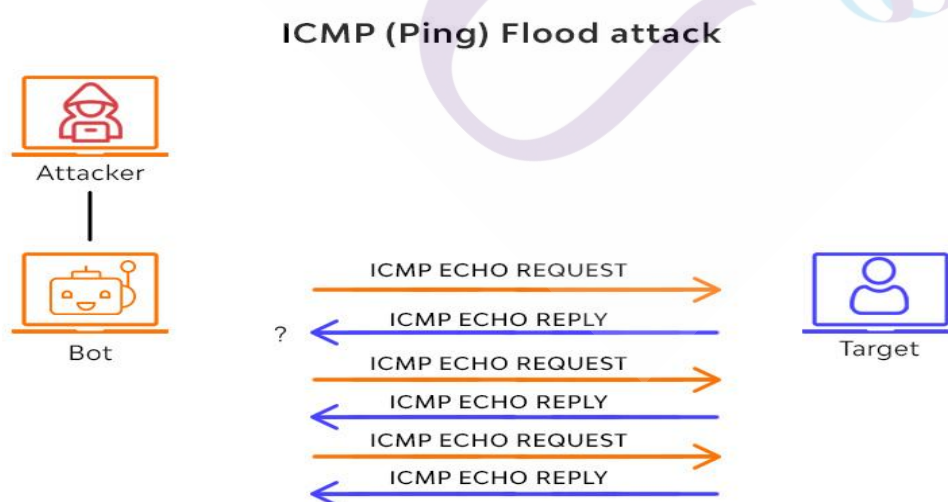 ICMP (Ping) Flood attack
Attacker
Bot
Target
?
ICMP ECHO REQUEST
ICMP ECHO REPLY
ICMP ECHO REQUEST
ICMP ECHO REPLY
ICMP ECHO REQUEST
ICMP ECHO REPLY